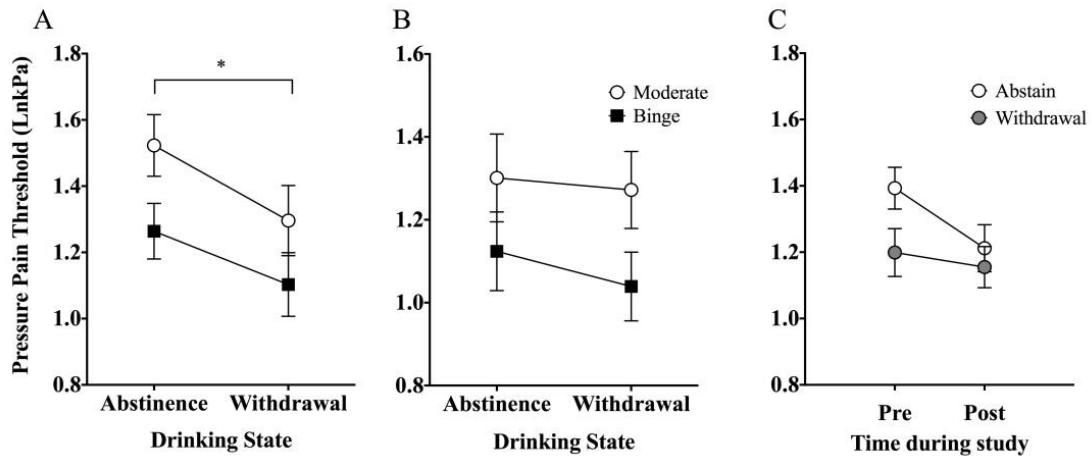 A
B
C
Pressure Pain Threshold (LnkPa)
1.8
1.6
1.4
1.2
1.0
0.8
*
Abstinence Withdrawal
Drinking State
1.6
1.4
1.2
1.0
0.8
Moderate
Binge
Abstinence Withdrawal
Drinking State
1.8
1.6
1.4
1.2
1.0
0.8
Abstain
Withdrawal
Pre Post
Time during study